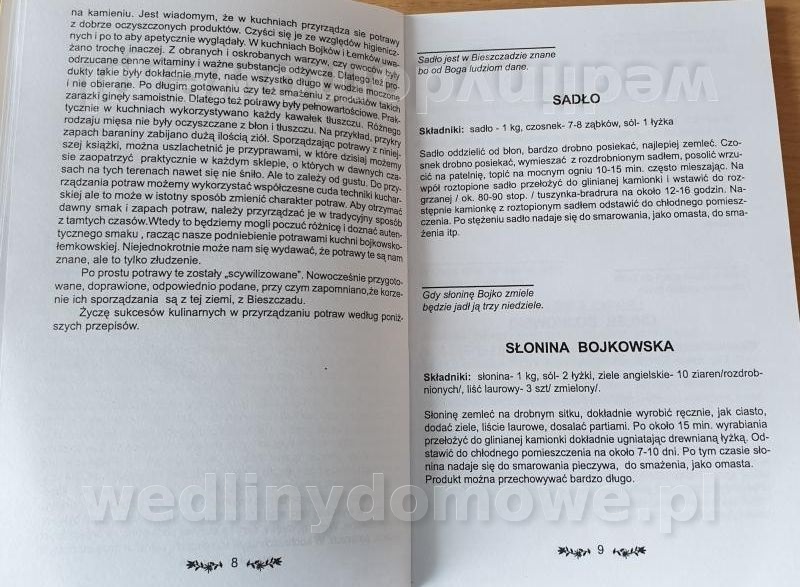 na kamieniu. Jest wiadomym, że w kuchniach przyrządza sie potrawy
z dobrze oczyszczonych produktów. Czyści się je ze względów higienicz-
nych i po to aby apetycznie wyglądały. W kuchniach Bojków i Łemków uwa-
żano trochę inaczej. Z obranych i oskrobanych warzyw, czy owoców były
odrzucane cenne witaminy i ważne substancje odżywcze. Dlatego też pro-
dukty takie były dokładnie myte, nade wszystko długo w wodzie moczone
i nie obierane. Po długim gotowaniu czy też smażeniu z produktów takich
zarazki ginęły samoistnie. Dlatego też potrawy były pełnowartościowe. Prak-
tycznie w kuchniach wykorzystywano każdy kawałek tłuszczu. Różnego
rodzaju mięsa nie były oczyszczane z błon i tłuszczu. Na przykład, przykry
zapach baraniny zabijano dużą ilością ziół. Sporządzając potrawy z niniej-
szej książki, można uszlachetnić je przyprawami, w które dzisiaj możemy
sie zaopatrzyć praktycznie w każdym sklepie, o których w dawnych cza-
sach na tych terenach nawet się nie śniło. Ale to zależy od gustu. Do przy-
rządzania potraw możemy wykorzystać współczesne cuda techniki kuchar-
skiej ale to może w istotny sposób zmienić charakter potraw. Aby otrzymać
dawny smak i zapach potraw, należy przyrządzać je w tradycyjny sposób
z tamtych czasów.Wtedy to będziemy mogli poczuć różnicę i doznać auten-
tycznego smaku , racząc nasze podniebienie potrawami kuchni bojkowsko-
łemkowskiej. Niejednokrotnie może nam się wydawać, że potrawy te są nam
znane, ale to tylko złudzenie.
Po prostu potrawy te zostały „scywilizowane”, Nowocześnie przygoto-
wane, doprawione, odpowiednio podane, przy czym zapomniano,że korze-
nie ich sporządzania są z tej ziemi, z Bieszczadu.
Życzę sukcesów kulinarnych w przyrządzaniu potraw według poniż-
szych przepisów.
8
Sadło jest w Bieszczadzie znane
bo od Boga ludziom dane.
SADŁO
Składniki: sadło - 1 kg, czosnek- 7-8 ząbków, sól- 1 łyżka
Sadło oddzielić od błon, bardzo drobno posiekać, najlepiej zemleć. Czo-
snek drobno posiekać, wymieszać z rozdrobnionym sadłem, posolić wrzu-
cić na patelnię, topić na mocnym ogniu 10-15 min. często mieszając. Na
wpół roztopione sadło przełożyć do glinianej kamionki i wstawić do roz-
grzanej / ok. 80-90 stop. / tuszynka-bradrura na około 12-16 godzin. Na-
stępnie kamionkę z roztopionym sadłem odstawić do chłodnego pomiesz-
czenia. Po stężeniu sadło nadaje się do smarowania, jako omasta, do sma-
żenia itp.
Gdy słoninę Bojko zmiele
będzie jadł ją trzy niedziele.
SŁONINA BOJKOWSKA
Składniki: słonina- 1 kg, sól- 2 łyżki, ziele angielskie- 10 ziaren/rozdrob-
nionych/, liść laurowy- 3 szt/ zmielony/.
Słoninę zemleć na drobnym sitku, dokładnie wyrobić ręcznie, jak ciasto,
dodać ziele, liście laurowe, dosalać partiami. Po około 15 min. wyrabiania
przełożyć do glinianej kamionki dokładnie ugniatając drewnianą łyżką. Od-
stawić do chłodnego pomieszczenia na około 7-10 dni. Po tym czasie sło-
nina nadaje się do smarowania pieczywa, do smażenia, jako omasta.
Produkt można przechowywać bardzo długo.
9
wedlinydomowe.pl
wedlinydomowe.pl